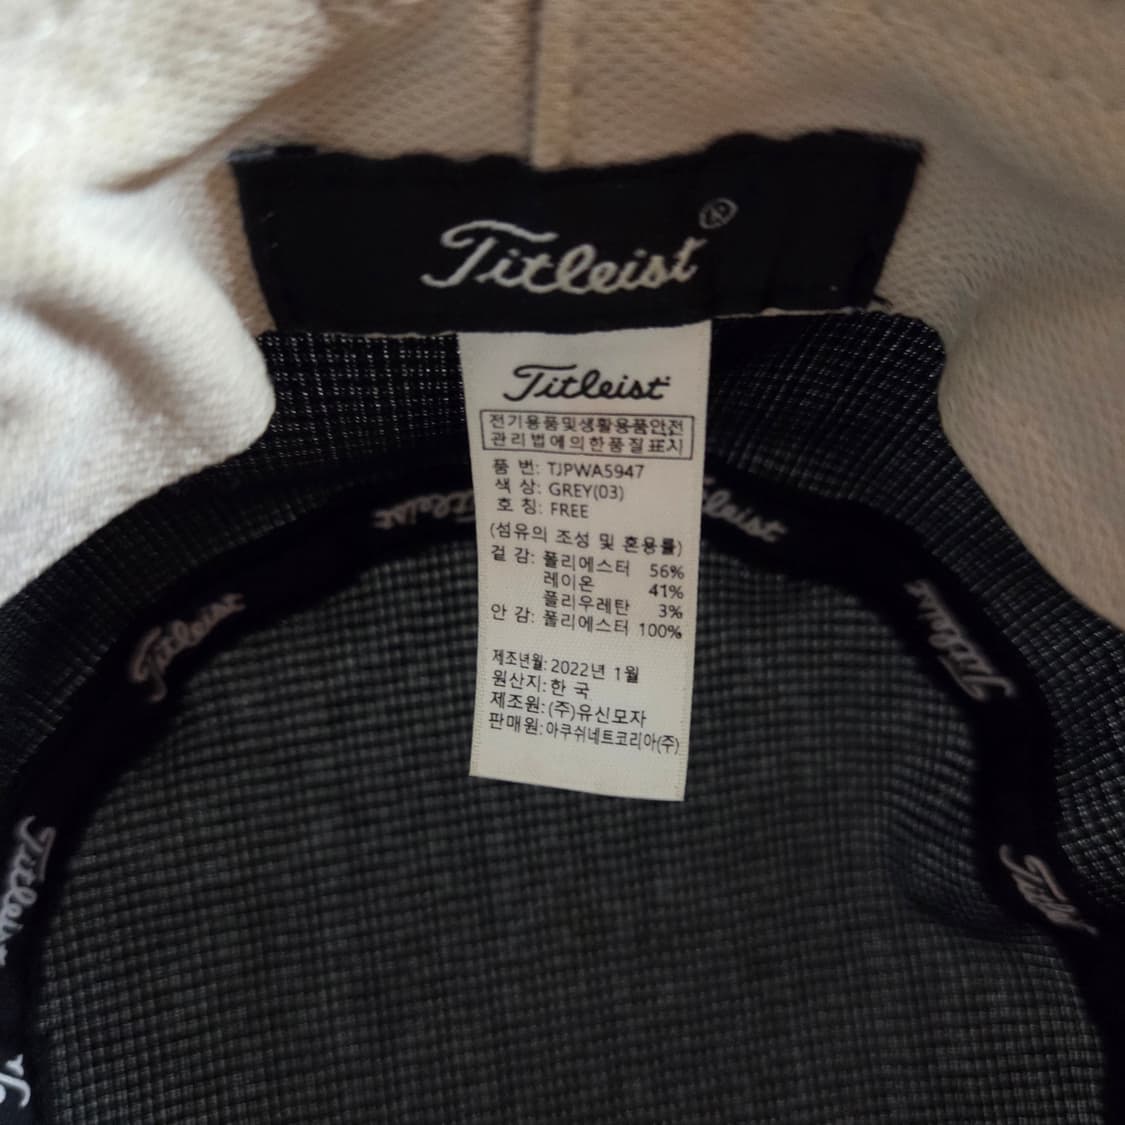 Titleist®
Titleist
전기용품및생활용품안전
관리법에의한품질표시
품 번: TJPWA5947
색 상: GREY(03)
호 칭: FREE
(섬유의 조성 및 혼용률)
겉 감: 폴리에스터 56%
레이온 41%
폴리우레탄 3%
안 감: 폴리에스터 100%
제조년월: 2022년 1월
원산지: 한 국
제조원: (주)유신모자
판매원: 아쿠쉬네트코리아(주)
Titleist
Titleist
Titleist
Titleist
Titleist